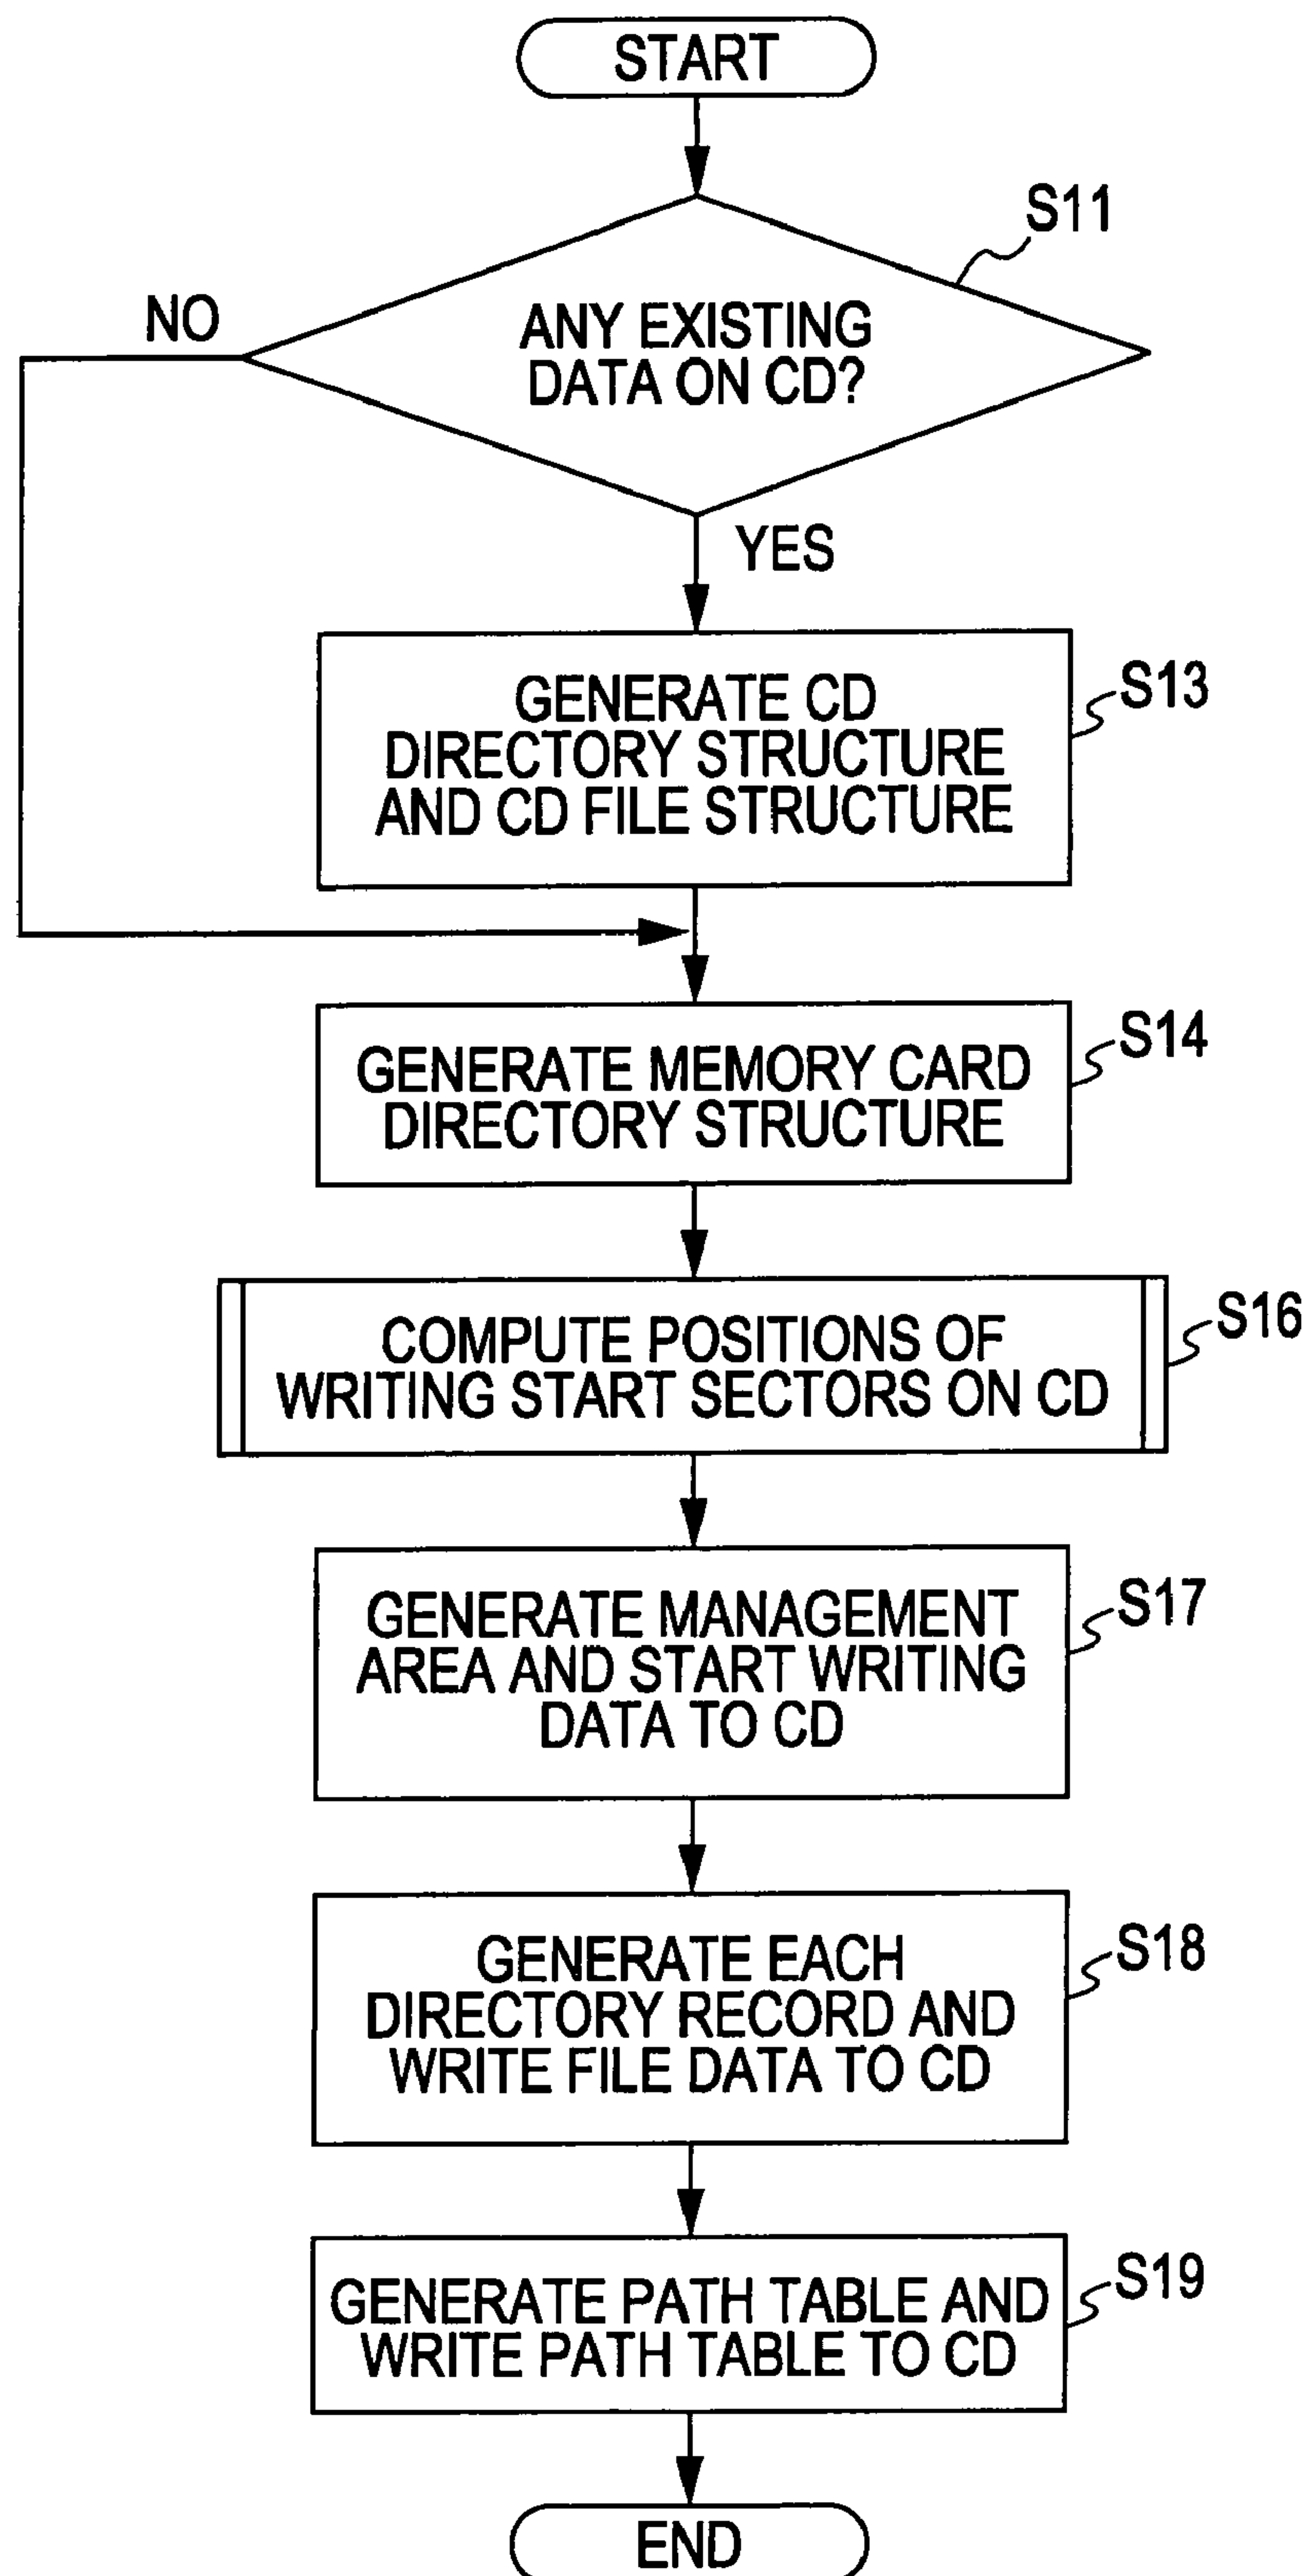 START
S11
NO
ANY EXISTING
DATA ON CD?
YES
S13
GENERATE CD
DIRECTORY STRUCTURE
AND CD FILE STRUCTURE
S14
GENERATE MEMORY CARD
DIRECTORY STRUCTURE
S16
COMPUTE POSITIONS OF
WRITING START SECTORS ON CD
S17
GENERATE MANAGEMENT
AREA AND START WRITING
DATA TO CD
S18
GENERATE EACH
DIRECTORY RECORD AND
WRITE FILE DATA TO CD
S19
GENERATE PATH TABLE AND
WRITE PATH TABLE TO CD
END